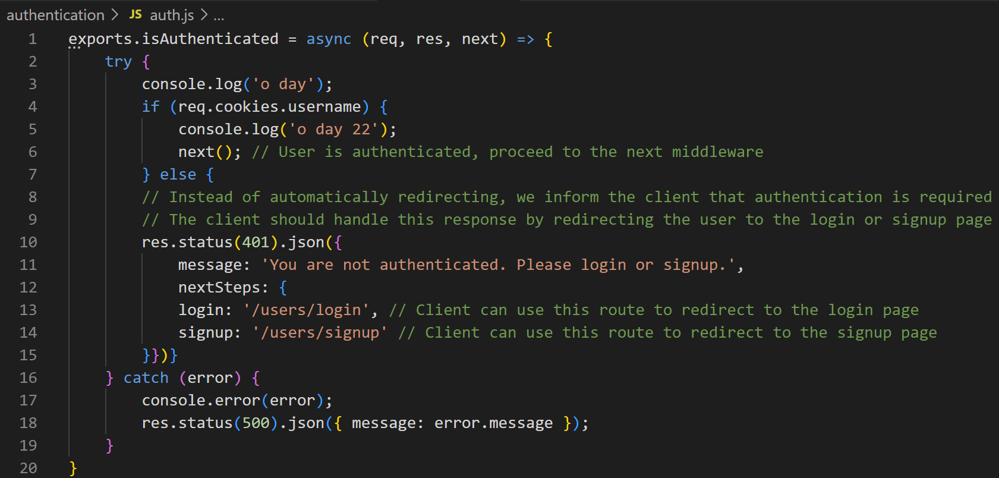 authentication > JS auth.js > ...
1 exports.isAuthenticated = async (req, res, next) => {
2 try {
3 console.log('o day');
4 if (req.cookies.username) {
5 console.log('o day 22');
6 next(); // User is authenticated, proceed to the next middleware
7 } else {
8 // Instead of automatically redirecting, we inform the client that authentication is required
9 // The client should handle this response by redirecting the user to the login or signup page
10 res.status(401).json({
11 message: 'You are not authenticated. Please login or signup.',
12 nextSteps: {
13 login: '/users/login', // Client can use this route to redirect to the login page
14 signup: '/users/signup' // Client can use this route to redirect to the signup page
15 }})}
16 } catch (error) {
17 console.error(error);
18 res.status(500).json({ message: error.message });
19 }
20 }